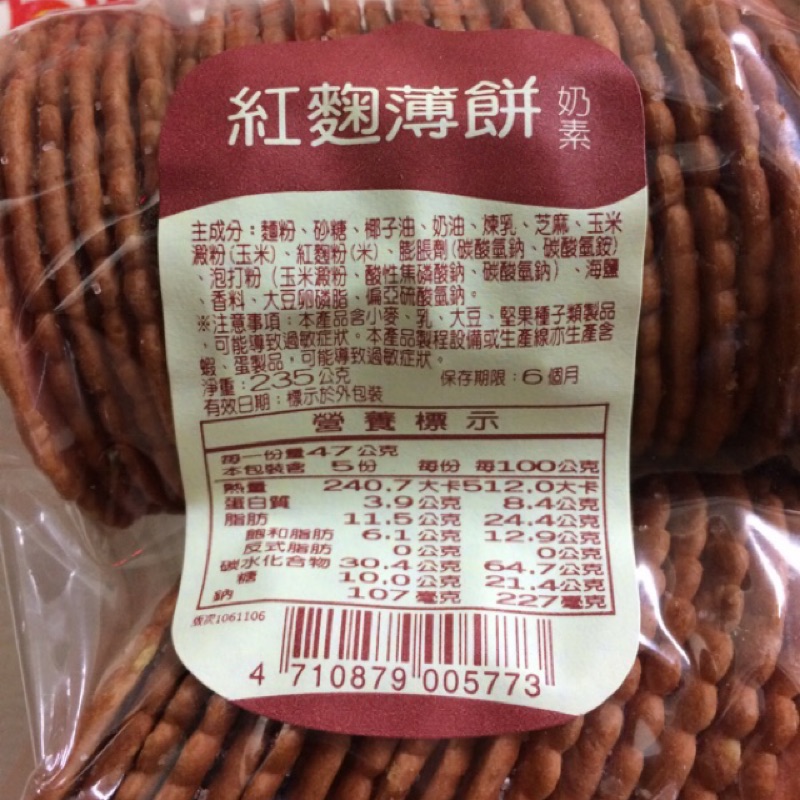 紅麴薄餅 奶素
主成分：麵粉、砂糖、椰子油、奶油、煉乳、芝麻、玉米
澱粉(玉米)、紅麴粉(米)、膨脹劑(碳酸氫鈉、碳酸氫銨)
、泡打粉（玉米澱粉、酸性焦磷酸鈉、碳酸氫鈉）、海鹽
、香料、大豆卵磷脂、偏亞硫酸氫鈉。
※注意事項：本產品含小麥、乳、大豆、堅果種子類製品
，可能導致過敏症狀。本產品製程設備或生產線亦生產含
蝦、蛋製品，可能導致過敏症狀。
淨重：235公克 保存期限：6個月
有效日期：標示於外包裝
營養標示
每一份量47公克
本包裝含 5份 每份 每100公克
熱量 240.7大卡 512.0大卡
蛋白質 3.9公克 8.4公克
脂肪 11.5公克 24.4公克
飽和脂肪 6.1公克 12.9公克
反式脂肪 0公克 0公克
碳水化合物 30.4公克 64.7公克
糖 10.0公克 21.4公克
鈉 107毫克 227毫克
版次1061106
4 710879 005773